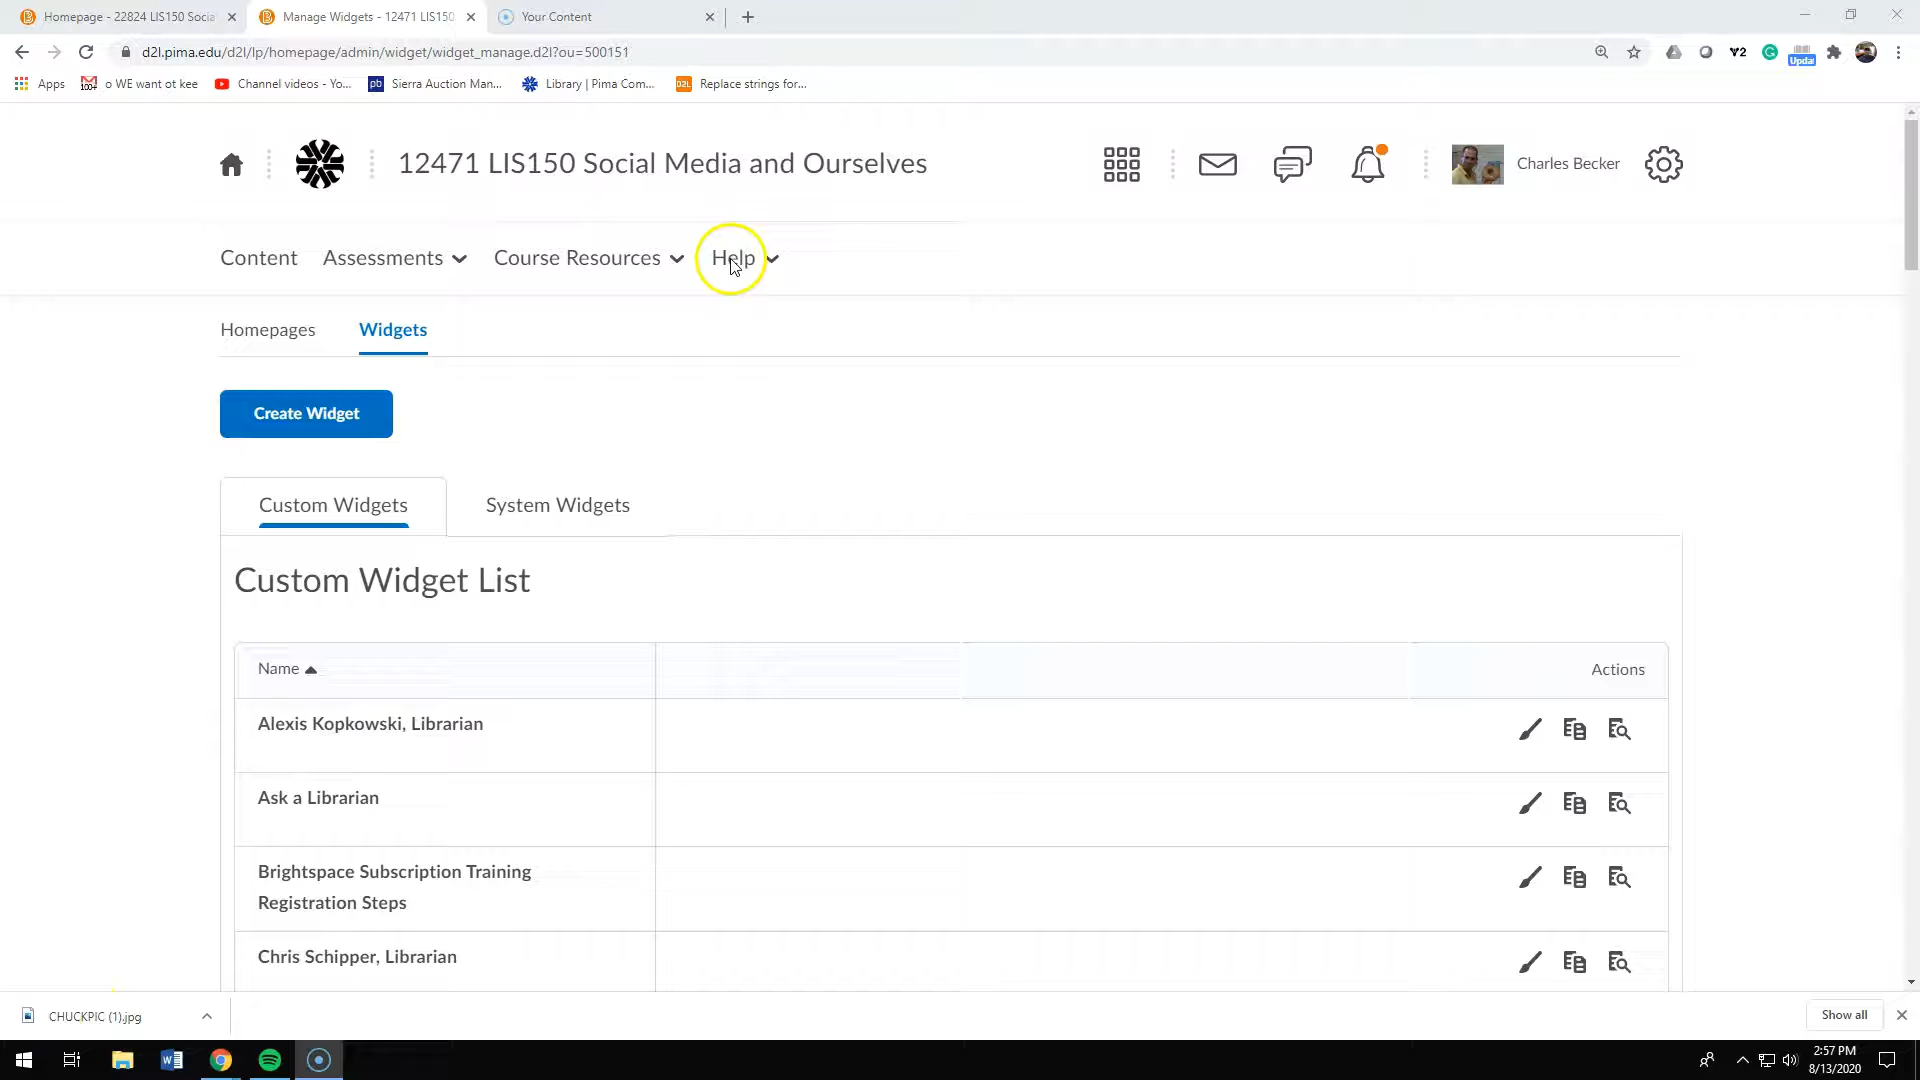 Homepage - 22824 LIS150 Social
Manage Widgets - 12471 LIS150
Your Content
d2l.pima.edu/d2l/lp/homepage/admin/widget/widget_manage.d2l?ou=500151
Apps
o WE want ot kee
Channel videos - Yo...
pb
Sierra Auction Man...
Library | Pima Com...
D2L
Replace strings for...
12471 LIS150 Social Media and Ourselves
Charles Becker
Content
Assessments
Course Resources
Help
Homepages
Widgets
Create Widget
Custom Widgets
System Widgets
Custom Widget List
Name
Actions
Alexis Kopkowski, Librarian
Ask a Librarian
Brightspace Subscription Training
Registration Steps
Chris Schipper, Librarian
CHUCKPIC (1).jpg
Show all
2:57 PM
8/13/2020